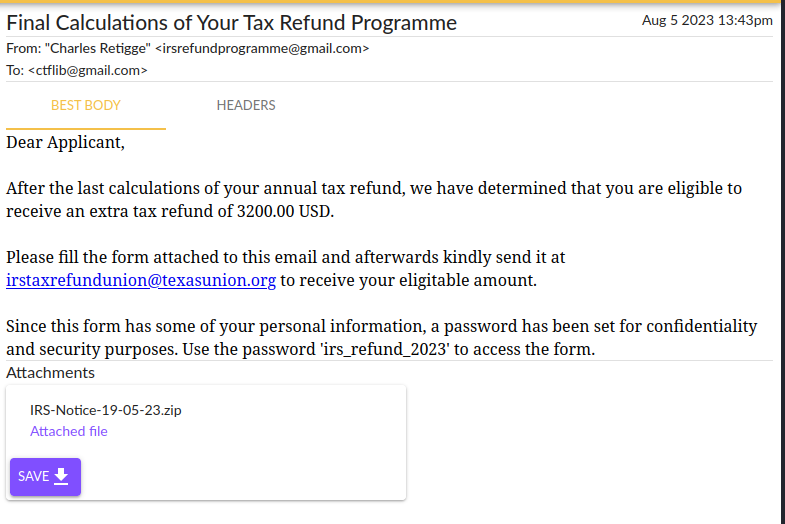 Final Calculations of Your Tax Refund Programme
Aug 5 2023 13:43pm
From: "Charles Retigge" <irsrefundprogramme@gmail.com>
To: <ctflib@gmail.com>
BEST BODY
HEADERS
Dear Applicant,
After the last calculations of your annual tax refund, we have determined that you are eligible to
receive an extra tax refund of 3200.00 USD.
Please fill the form attached to this email and afterwards kindly send it at
irstaxrefundunion@texasunion.org to receive your eligitable amount.
Since this form has some of your personal information, a password has been set for confidentiality
and security purposes. Use the password 'irs_refund_2023' to access the form.
Attachments
IRS-Notice-19-05-23.zip
Attached file
SAVE